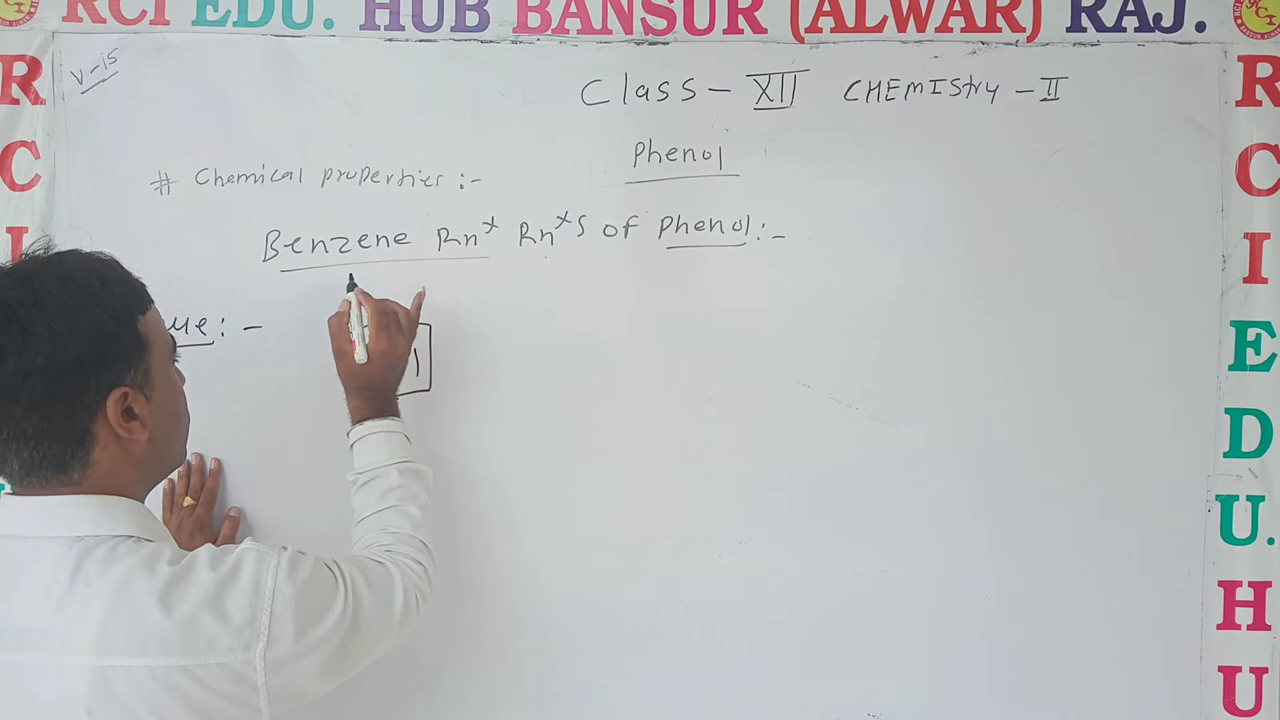 RCI EDU. HUB BANSUR (ALWAR) RAJ.
V-15
Class - XII CHEMIStry - II
Phenol
# Chemical properties :-
Benzene Rnˣ Rnˣs of Phenol :-
:-
R
C
I
R
C
I
E
D
U.
H
U